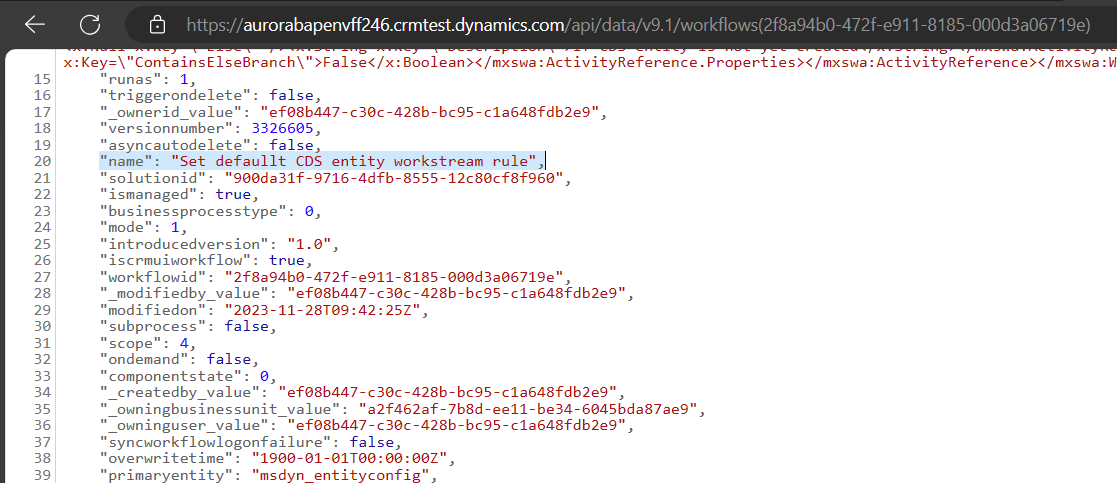 https://aurorabapenvff246.crmtest.dynamics.com/api/data/v9.1/workflows(2f8a94b0-472f-e911-8185-000d3a06719e)
x:Key=\"ContainsElseBranch\">False</x:Boolean></mxswa:ActivityReference.Properties></mxswa:ActivityReference></mxswa:W
15 "runas": 1,
16 "triggerondelete": false,
17 "_ownerid_value": "ef08b447-c30c-428b-bc95-c1a648fdb2e9",
18 "versionnumber": 3326605,
19 "asyncautodelete": false,
20 "name": "Set defaullt CDS entity workstream rule",
21 "solutionid": "900da31f-9716-4dfb-8555-12c80cf8f960",
22 "ismanaged": true,
23 "businessprocesstype": 0,
24 "mode": 1,
25 "introducedversion": "1.0",
26 "iscrmuiworkflow": true,
27 "workflowid": "2f8a94b0-472f-e911-8185-000d3a06719e",
28 "_modifiedby_value": "ef08b447-c30c-428b-bc95-c1a648fdb2e9",
29 "modifiedon": "2023-11-28T09:42:25Z",
30 "subprocess": false,
31 "scope": 4,
32 "ondemand": false,
33 "componentstate": 0,
34 "_createdby_value": "ef08b447-c30c-428b-bc95-c1a648fdb2e9",
35 "_owningbusinessunit_value": "a2f462af-7b8d-ee11-be34-6045bda87ae9",
36 "_owninguser_value": "ef08b447-c30c-428b-bc95-c1a648fdb2e9",
37 "syncworkflowlogonfailure": false,
38 "overwritetime": "1900-01-01T00:00:00Z",
39 "primaryentity": "msdyn_entityconfig",